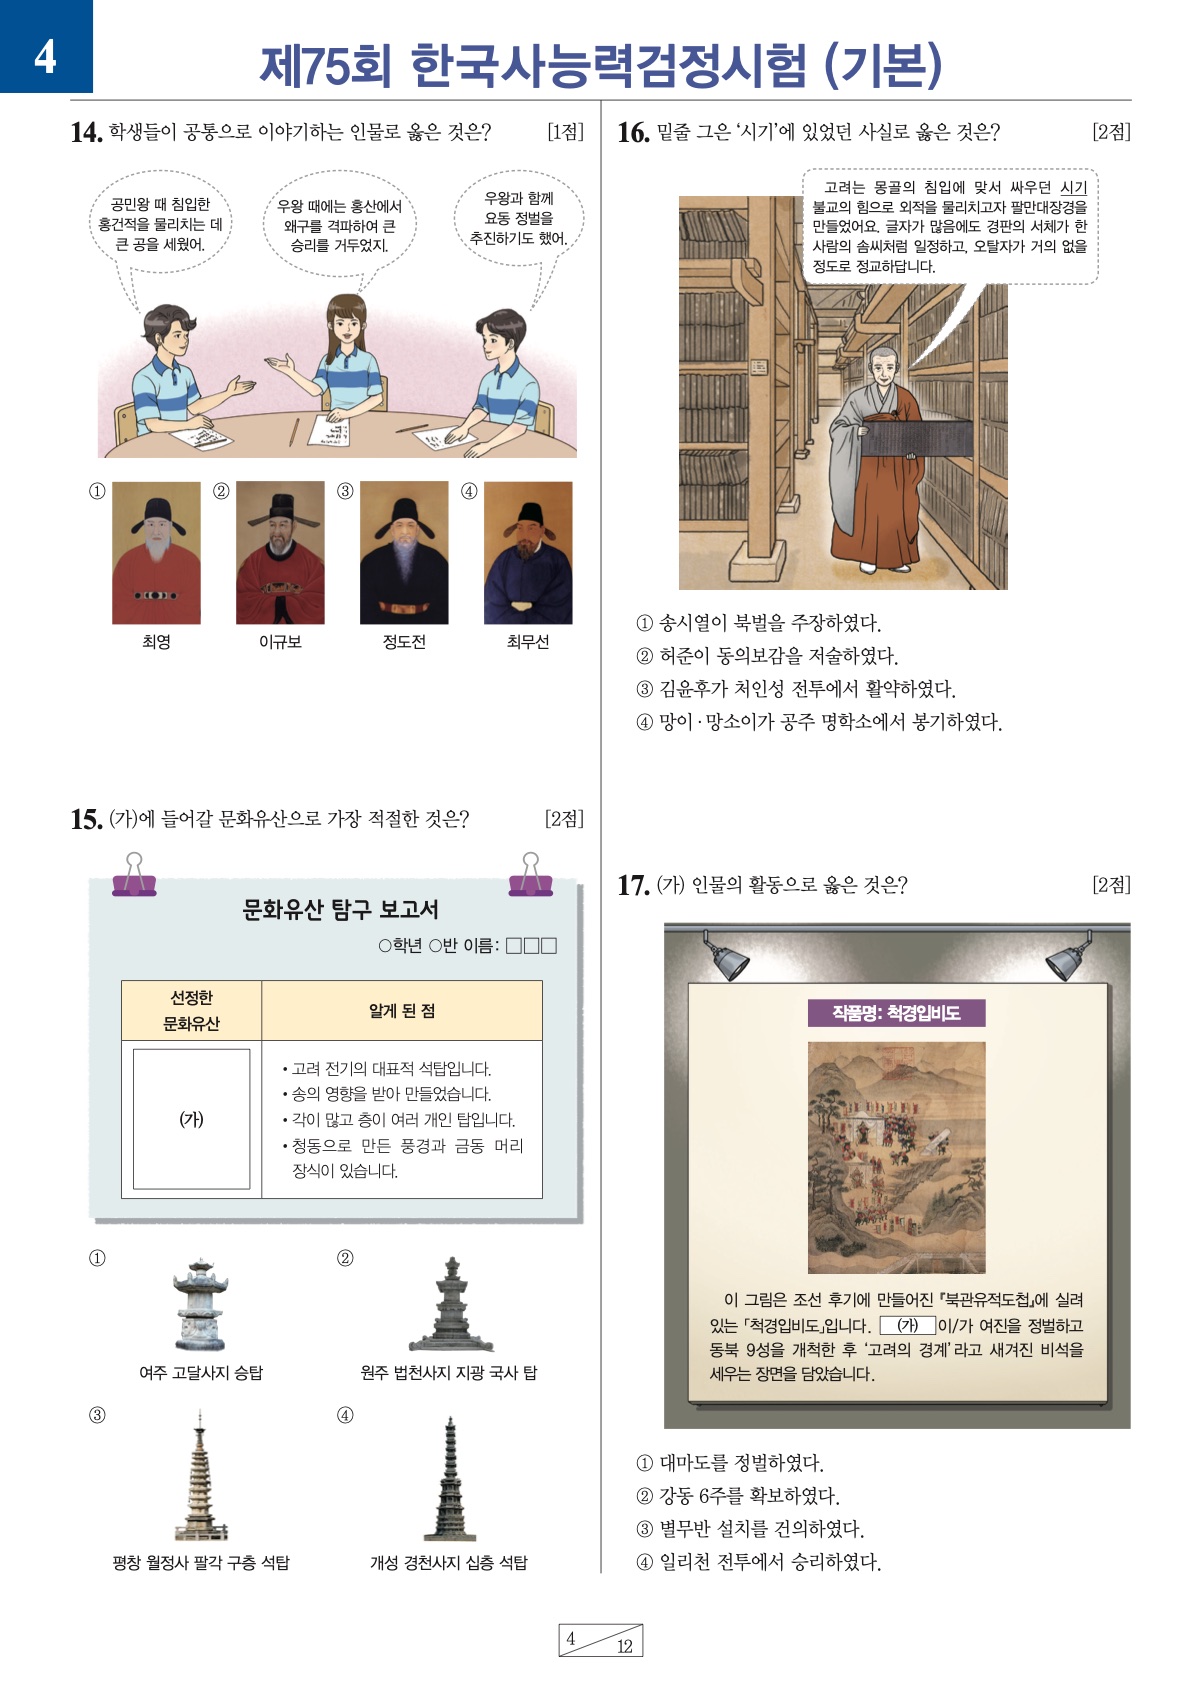 4
제75회 한국사능력검정시험 (기본)
14. 학생들이 공통으로 이야기하는 인물로 옳은 것은? [1점]
공민왕 때 침입한
홍건적을 물리치는 데
큰 공을 세웠어.
우왕 때에는 홍산에서
왜구를 격파하여 큰
승리를 거두었지.
우왕과 함께
요동 정벌을
추진하기도 했어.
①
②
③
④
최영
이규보
정도전
최무선
15. (가)에 들어갈 문화유산으로 가장 적절한 것은? [2점]
문화유산 탐구 보고서
○학년 ○반 이름: □□□
선정한
문화유산
알게 된 점
(가)
• 고려 전기의 대표적 석탑입니다.
• 송의 영향을 받아 만들었습니다.
• 각이 많고 층이 여러 개인 탑입니다.
• 청동으로 만든 풍경과 금동 머리
장식이 있습니다.
①
②
여주 고달사지 승탑
원주 법천사지 지광 국사 탑
③
④
평창 월정사 팔각 구층 석탑
개성 경천사지 십층 석탑
16. 밑줄 그은 ‘시기’에 있었던 사실로 옳은 것은? [2점]
고려는 몽골의 침입에 맞서 싸우던 시기
불교의 힘으로 외적을 물리치고자 팔만대장경을
만들었어요. 글자가 많음에도 경판의 서체가 한
사람의 솜씨처럼 일정하고, 오탈자가 거의 없을
정도로 정교하답니다.
① 송시열이 북벌을 주장하였다.
② 허준이 동의보감을 저술하였다.
③ 김윤후가 처인성 전투에서 활약하였다.
④ 망이·망소이가 공주 명학소에서 봉기하였다.
17. (가) 인물의 활동으로 옳은 것은? [2점]
작품명: 척경입비도
이 그림은 조선 후기에 만들어진 『북관유적도첩』에 실려
있는 「척경입비도」입니다. (가) 이/가 여진을 정벌하고
동북 9성을 개척한 후 ‘고려의 경계’라고 새겨진 비석을
세우는 장면을 담았습니다.
① 대마도를 정벌하였다.
② 강동 6주를 확보하였다.
③ 별무반 설치를 건의하였다.
④ 일리천 전투에서 승리하였다.
4
12